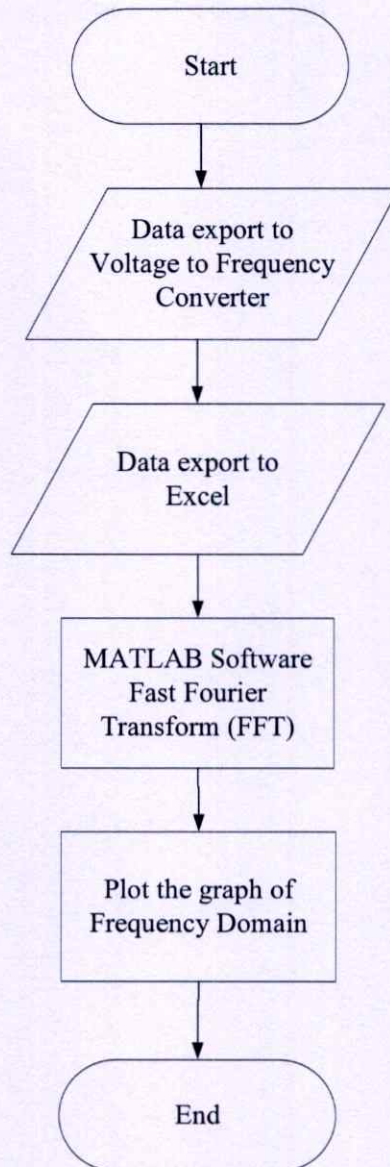 Start
Data export to
Voltage to Frequency
Converter
Data export to
Excel
MATLAB Software
Fast Fourier
Transform (FFT)
Plot the graph of
Frequency Domain
End